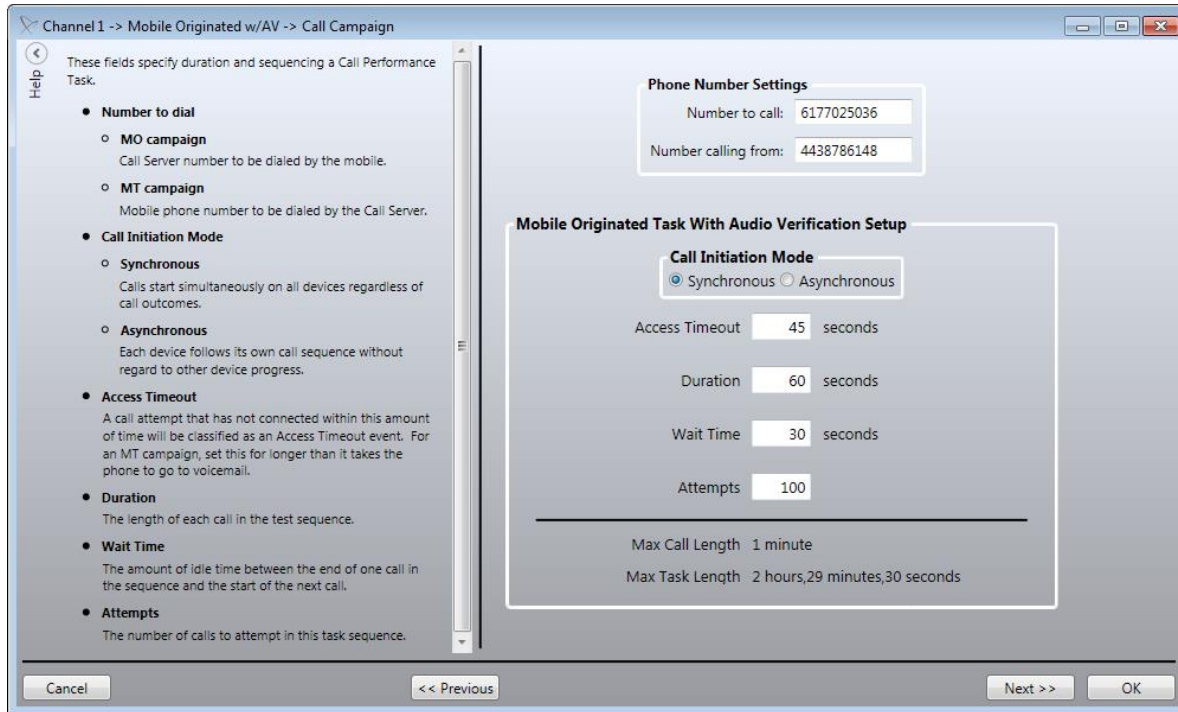 Channel 1 -> Mobile Originated w/AV -> Call Campaign
Help
These fields specify duration and sequencing a Call Performance
Task.
Number to dial
MO campaign
Call Server number to be dialed by the mobile.
MT campaign
Mobile phone number to be dialed by the Call Server.
Call Initiation Mode
Synchronous
Calls start simultaneously on all devices regardless of
call outcomes.
Asynchronous
Each device follows its own call sequence without
regard to other device progress.
Access Timeout
A call attempt that has not connected within this amount
of time will be classified as an Access Timeout event. For
an MT campaign, set this for longer than it takes the
phone to go to voicemail.
Duration
The length of each call in the test sequence.
Wait Time
The amount of idle time between the end of one call in
the sequence and the start of the next call.
Attempts
The number of calls to attempt in this task sequence.
Phone Number Settings
Number to call: 6177025036
Number calling from: 4438786148
Mobile Originated Task With Audio Verification Setup
Call Initiation Mode
Synchronous Asynchronous
Access Timeout 45 seconds
Duration 60 seconds
Wait Time 30 seconds
Attempts 100
Max Call Length 1 minute
Max Task Length 2 hours,29 minutes,30 seconds
Cancel << Previous Next >> OK